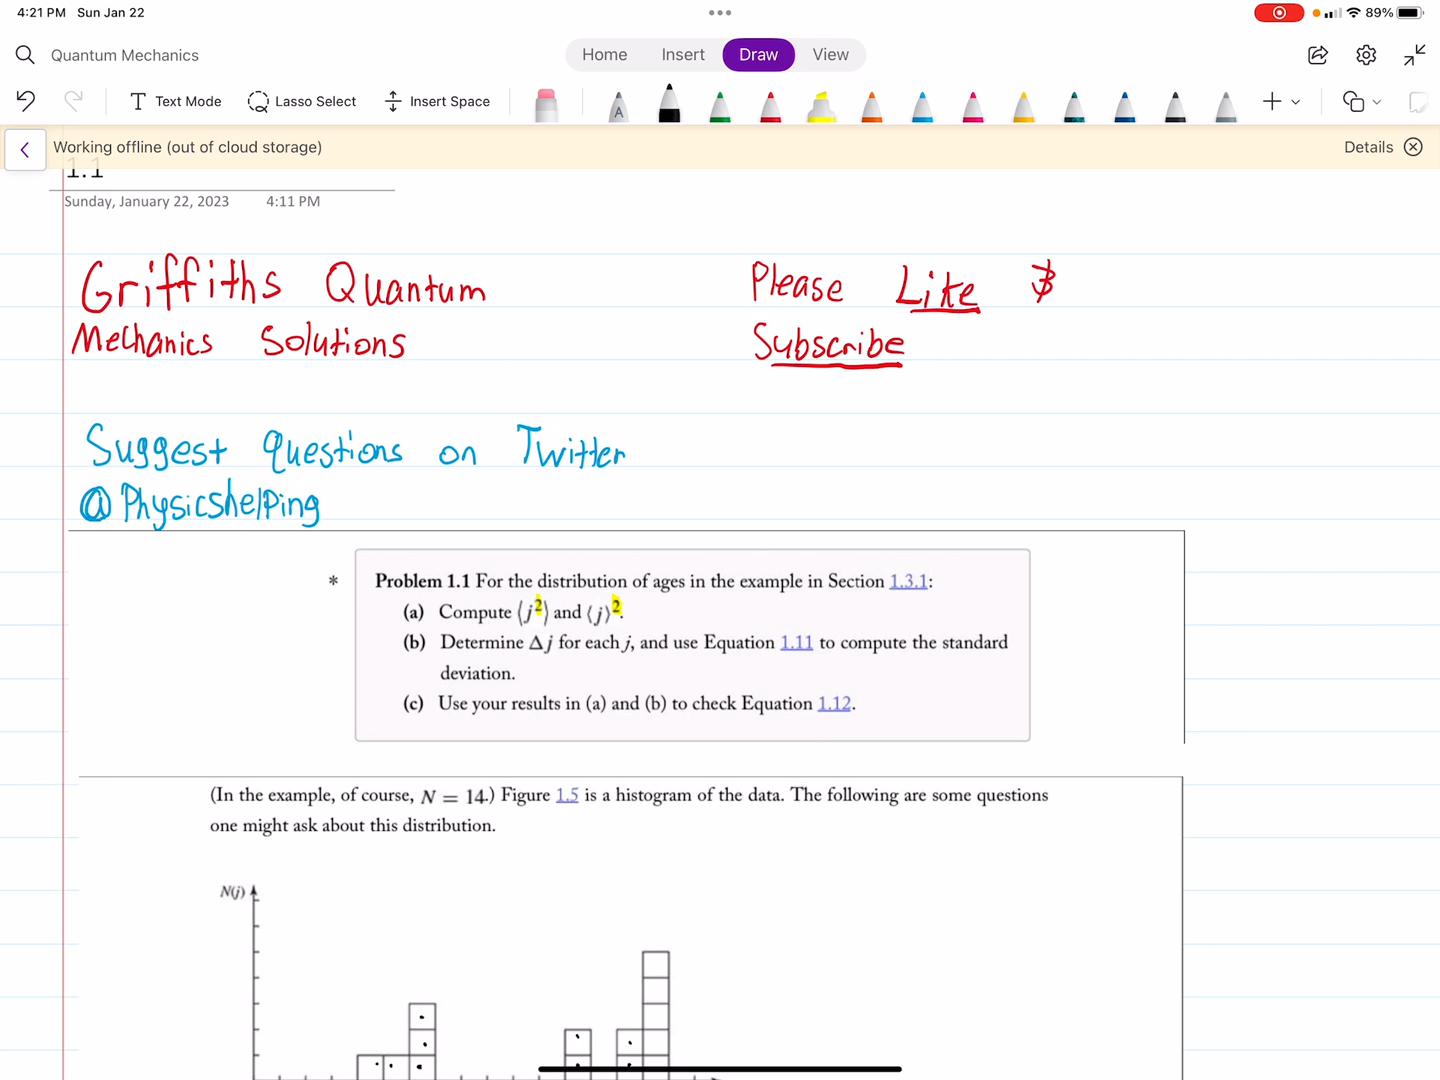 4:21 PM Sun Jan 22
89%
Quantum Mechanics
Home Insert Draw View
Text Mode Lasso Select Insert Space
A
Working offline (out of cloud storage) Details
1.1
Sunday, January 22, 2023 4:11 PM
Griffiths Quantum
Mechanics Solutions
Please Like &
Subscribe
Suggest questions on Twitter
@Physicshelping
* Problem 1.1 For the distribution of ages in the example in Section 1.3.1:
(a) Compute ⟨j²⟩ and ⟨j⟩².
(b) Determine Δj for each j, and use Equation 1.11 to compute the standard
deviation.
(c) Use your results in (a) and (b) to check Equation 1.12.
(In the example, of course, N = 14.) Figure 1.5 is a histogram of the data. The following are some questions
one might ask about this distribution.
N(j)